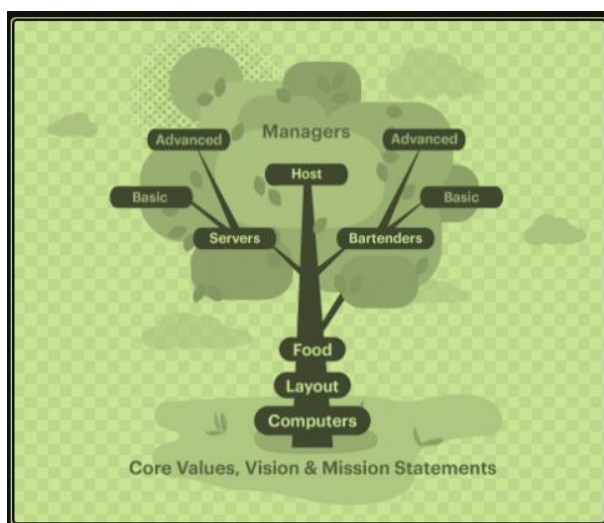 Managers
Advanced
Advanced
Host
Basic
Basic
Servers
Bartenders
Food
Layout
Computers
Core Values, Vision & Mission Statements